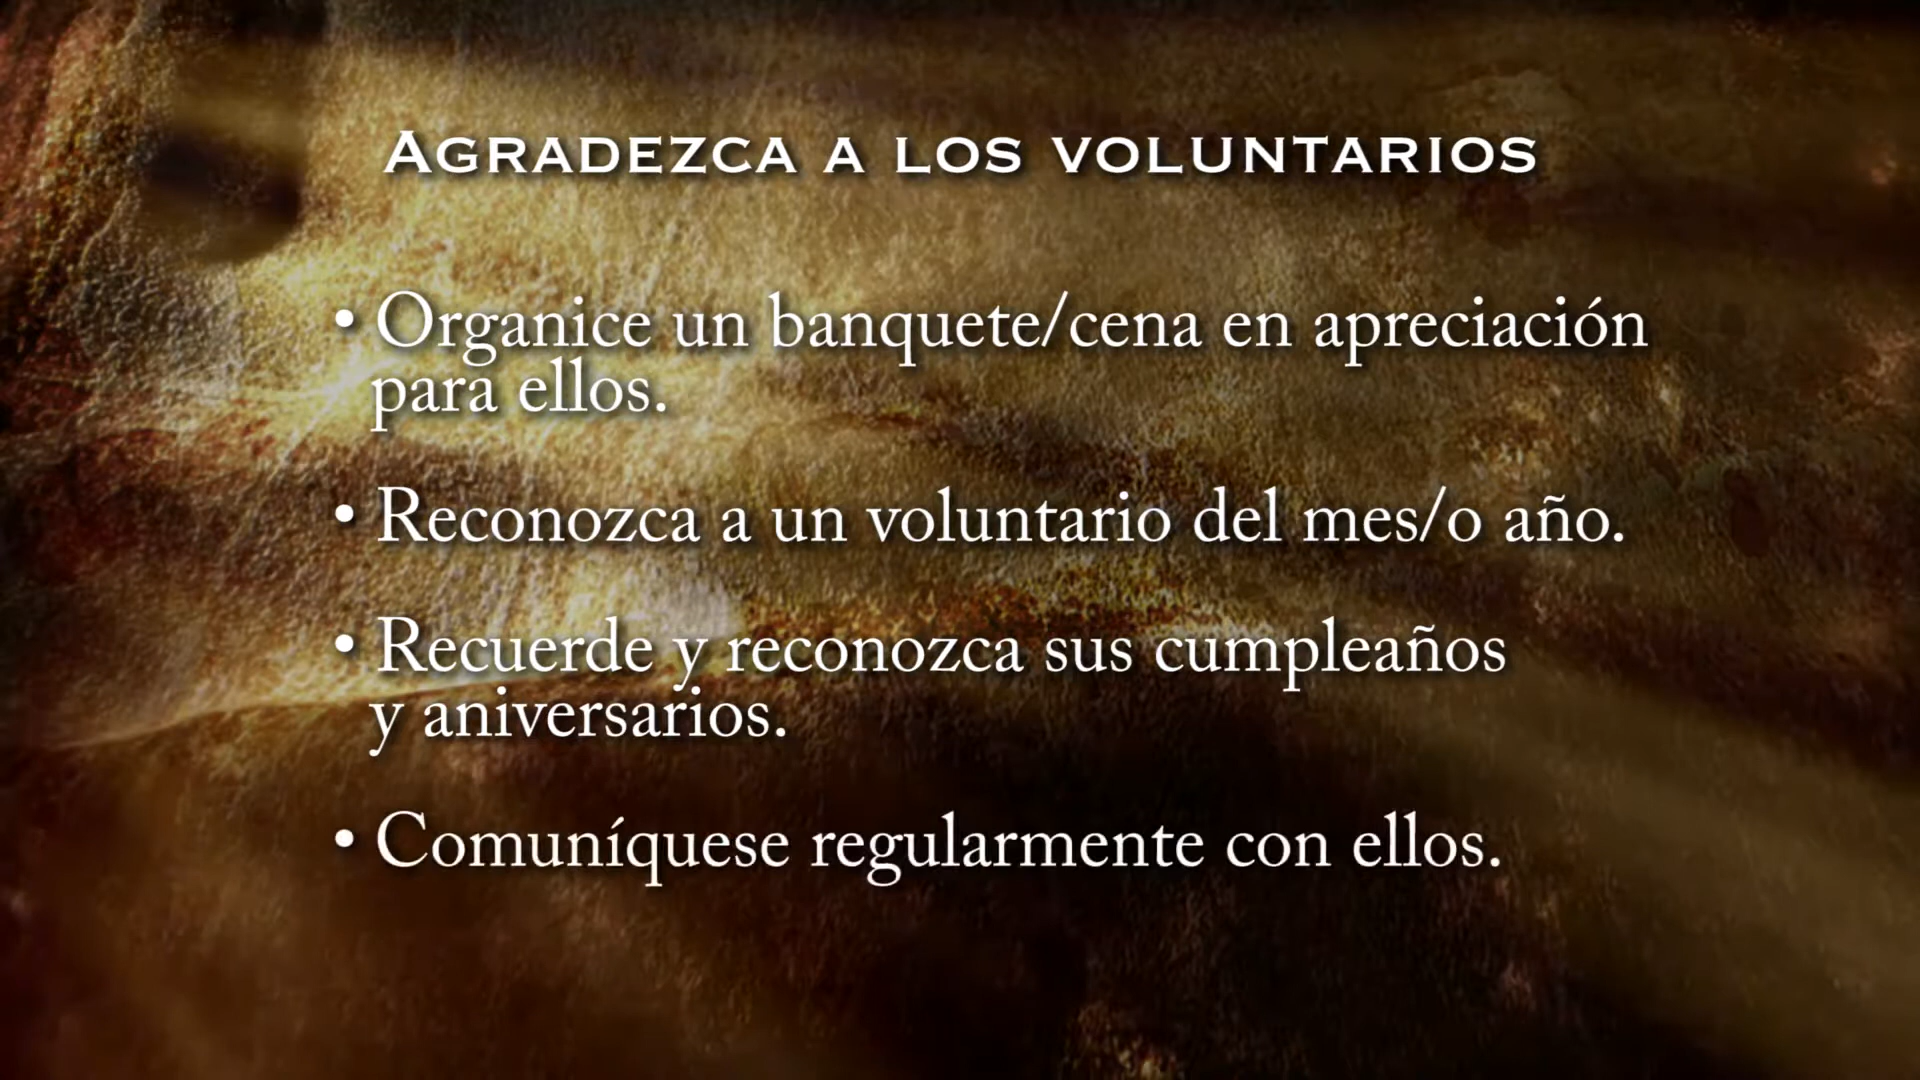 AGRADEZCA A LOS VOLUNTARIOS
• Organice un banquete/cena en apreciación
para ellos.
• Reconozca a un voluntario del mes/o año.
• Recuerde y reconozca sus cumpleaños
y aniversarios.
• Comuníquese regularmente con ellos.